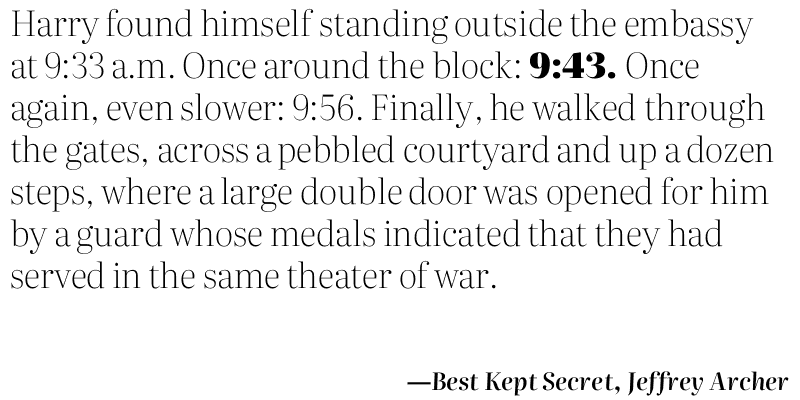 Harry found himself standing outside the embassy
at 9:33 a.m. Once around the block: 9:43. Once
again, even slower: 9:56. Finally, he walked through
the gates, across a pebbled courtyard and up a dozen
steps, where a large double door was opened for him
by a guard whose medals indicated that they had
served in the same theater of war.
—Best Kept Secret, Jeffrey Archer